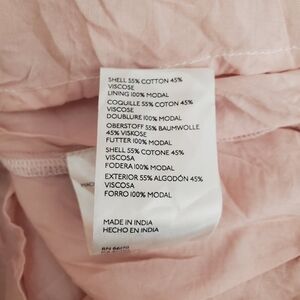 SHELL 55% COTTON 45%
VISCOSE
LINING 100% MODAL
COQUILLE 55% COTON 45%
VISCOSE
DOUBLURE 100% MODAL
OBERSTOFF 55% BAUMWOLLE
45% VISKOSE
FUTTER 100% MODAL
SHELL 55% COTONE 45%
VISCOSA
FODERA 100% MODAL
EXTERIOR 55% ALGODÓN 45%
VISCOSA
FORRO 100% MODAL
MADE IN INDIA
HECHO EN INDIA
RN